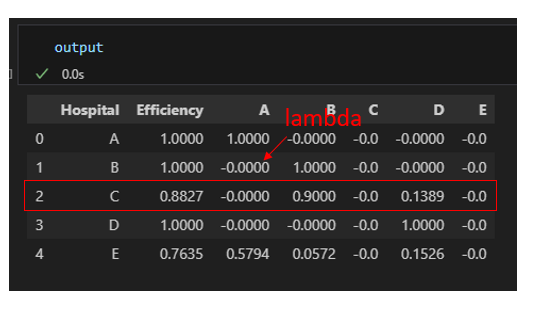 output
0.0s
Hospital Efficiency A B C D E
lambda
0 A 1.0000 1.0000 -0.0000 -0.0 -0.0000 -0.0
1 B 1.0000 -0.0000 1.0000 -0.0 -0.0000 -0.0
2 C 0.8827 -0.0000 0.9000 -0.0 0.1389 -0.0
3 D 1.0000 -0.0000 -0.0000 -0.0 1.0000 -0.0
4 E 0.7635 0.5794 0.0572 -0.0 0.1526 -0.0